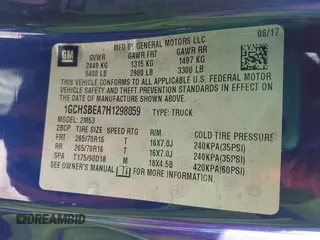 GM
MFD BY GENERAL MOTORS LLC
06/17
GVWR GAWR FRT GAWR RR
2449 KG 1315 KG 1497 KG
5400 LB 2900 LB 3300 LB
THIS VEHICLE CONFORMS TO ALL APPLICABLE U.S. FEDERAL MOTOR
VEHICLE SAFETY AND THEFT PREVENTION STANDARDS IN EFFECT ON
THE DATE OF MANUFACTURE SHOWN ABOVE.
1GCHSBEA7H1298059 TYPE: TRUCK
2BCP 2M53
TIRE SIZE SPEED RTG RIM COLD TIRE PRESSURE
FRT 265/70R16 T 16X7.0J 240KPA(35PSI)
RR 265/70R16 T 16X7.0J 240KPA(35PSI)
SPA T175/90D18 M 18X4.5B 420KPA(60PSI)
SEE OWNER'S MANUAL FOR ADDITIONAL INFORMATION
DREAMBID